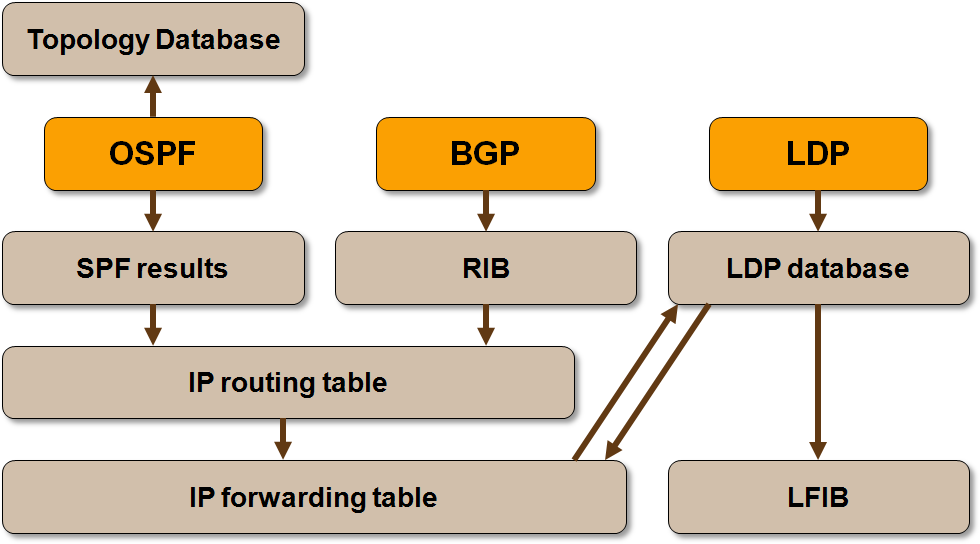 Topology Database
OSPF
BGP
LDP
SPF results
RIB
LDP database
IP routing table
IP forwarding table
LFIB